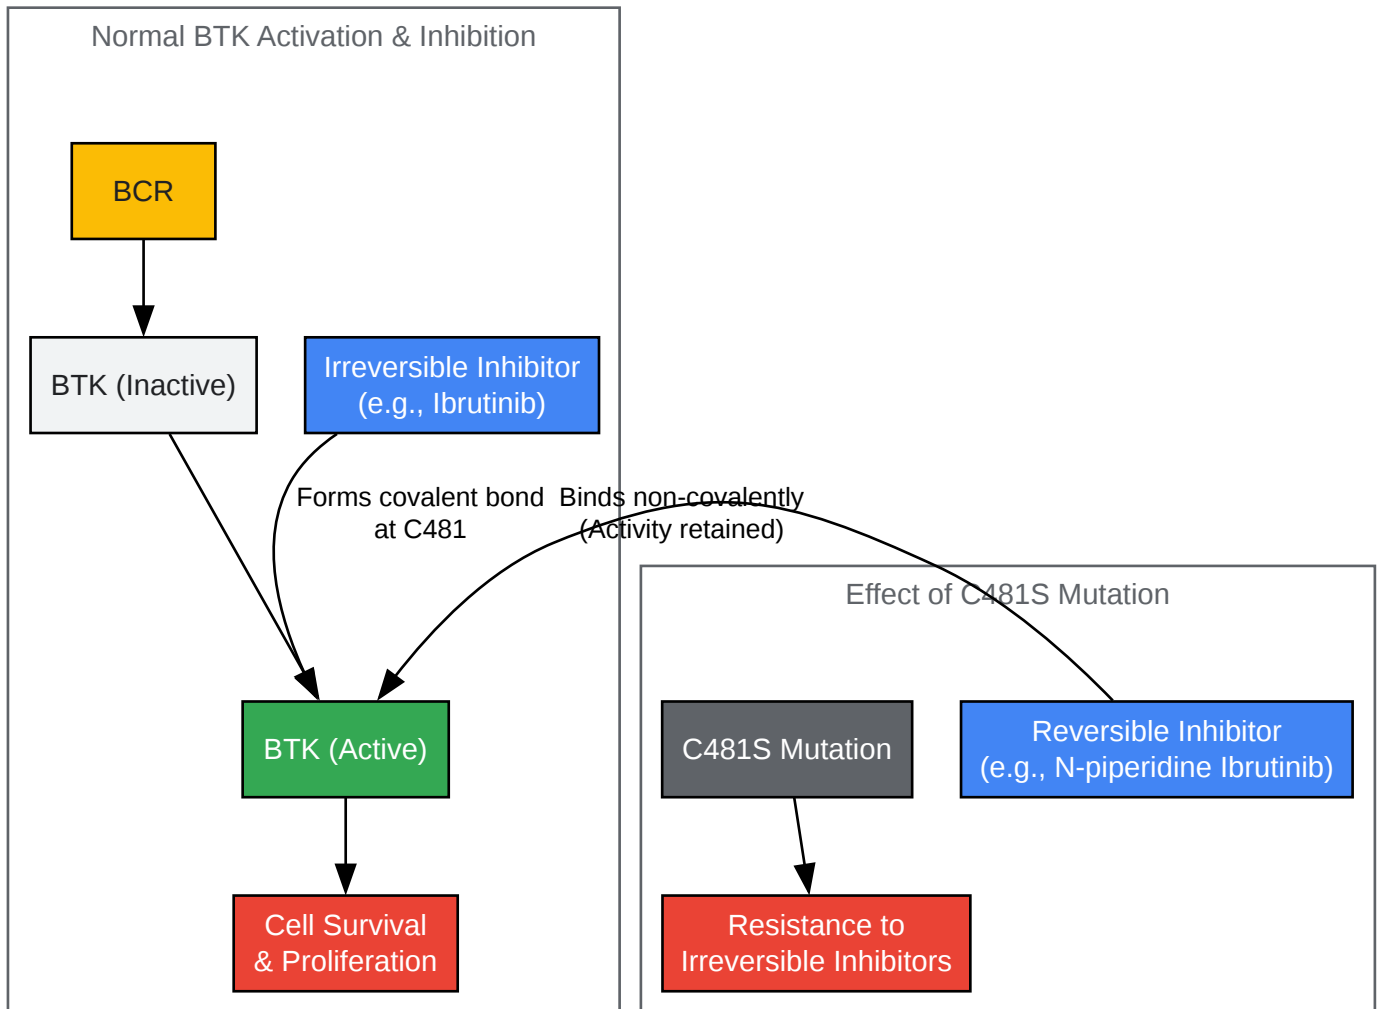 Normal BTK Activation & Inhibition
BCR
BTK (Inactive)
Irreversible Inhibitor
(e.g., Ibrutinib)
Forms covalent bond
at C481
Binds non-covalently
(Activity retained)
BTK (Active)
Cell Survival
& Proliferation
Effect of C481S Mutation
C481S Mutation
Reversible Inhibitor
(e.g., N-piperidine Ibrutinib)
Resistance to
Irreversible Inhibitors